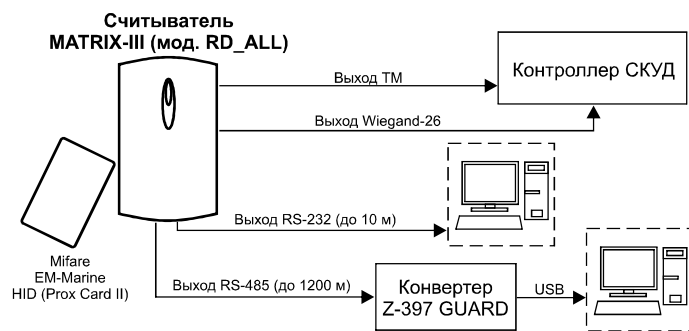 Считыватель
MATRIX-III (мод. RD_ALL)
Выход TM
Контроллер СКУД
Выход Wiegand-26
Выход RS-232 (до 10 м)
Mifare
EM-Marine
HID (Prox Card II)
Выход RS-485 (до 1200 м)
Конвертер
Z-397 GUARD
USB